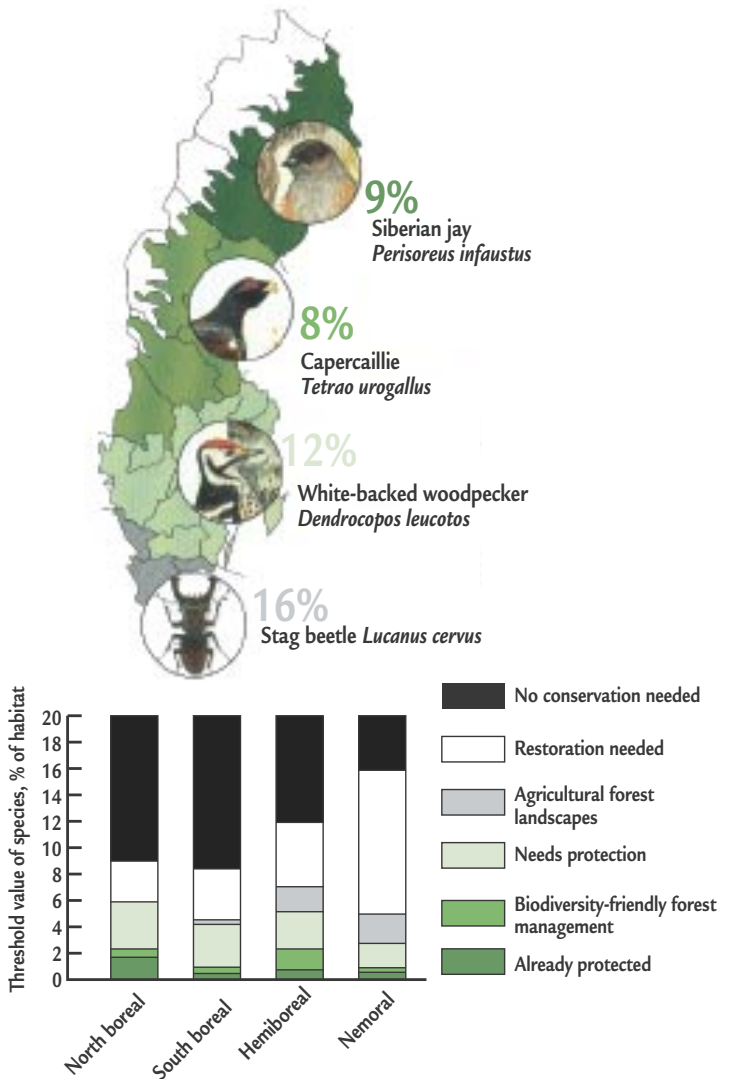 9%
Siberian jay
Perisoreus infaustus
8%
Capercaillie
Tetrao urogallus
12%
White-backed woodpecker
Dendrocopos leucotos
16%
Stag beetle Lucanus cervus
Threshold value of species, % of habitat
20
18
16
14
12
10
8
6
4
2
0
North boreal
South boreal
Hemiboreal
Nemoral
No conservation needed
Restoration needed
Agricultural forest
landscapes
Needs protection
Biodiversity-friendly forest
management
Already protected